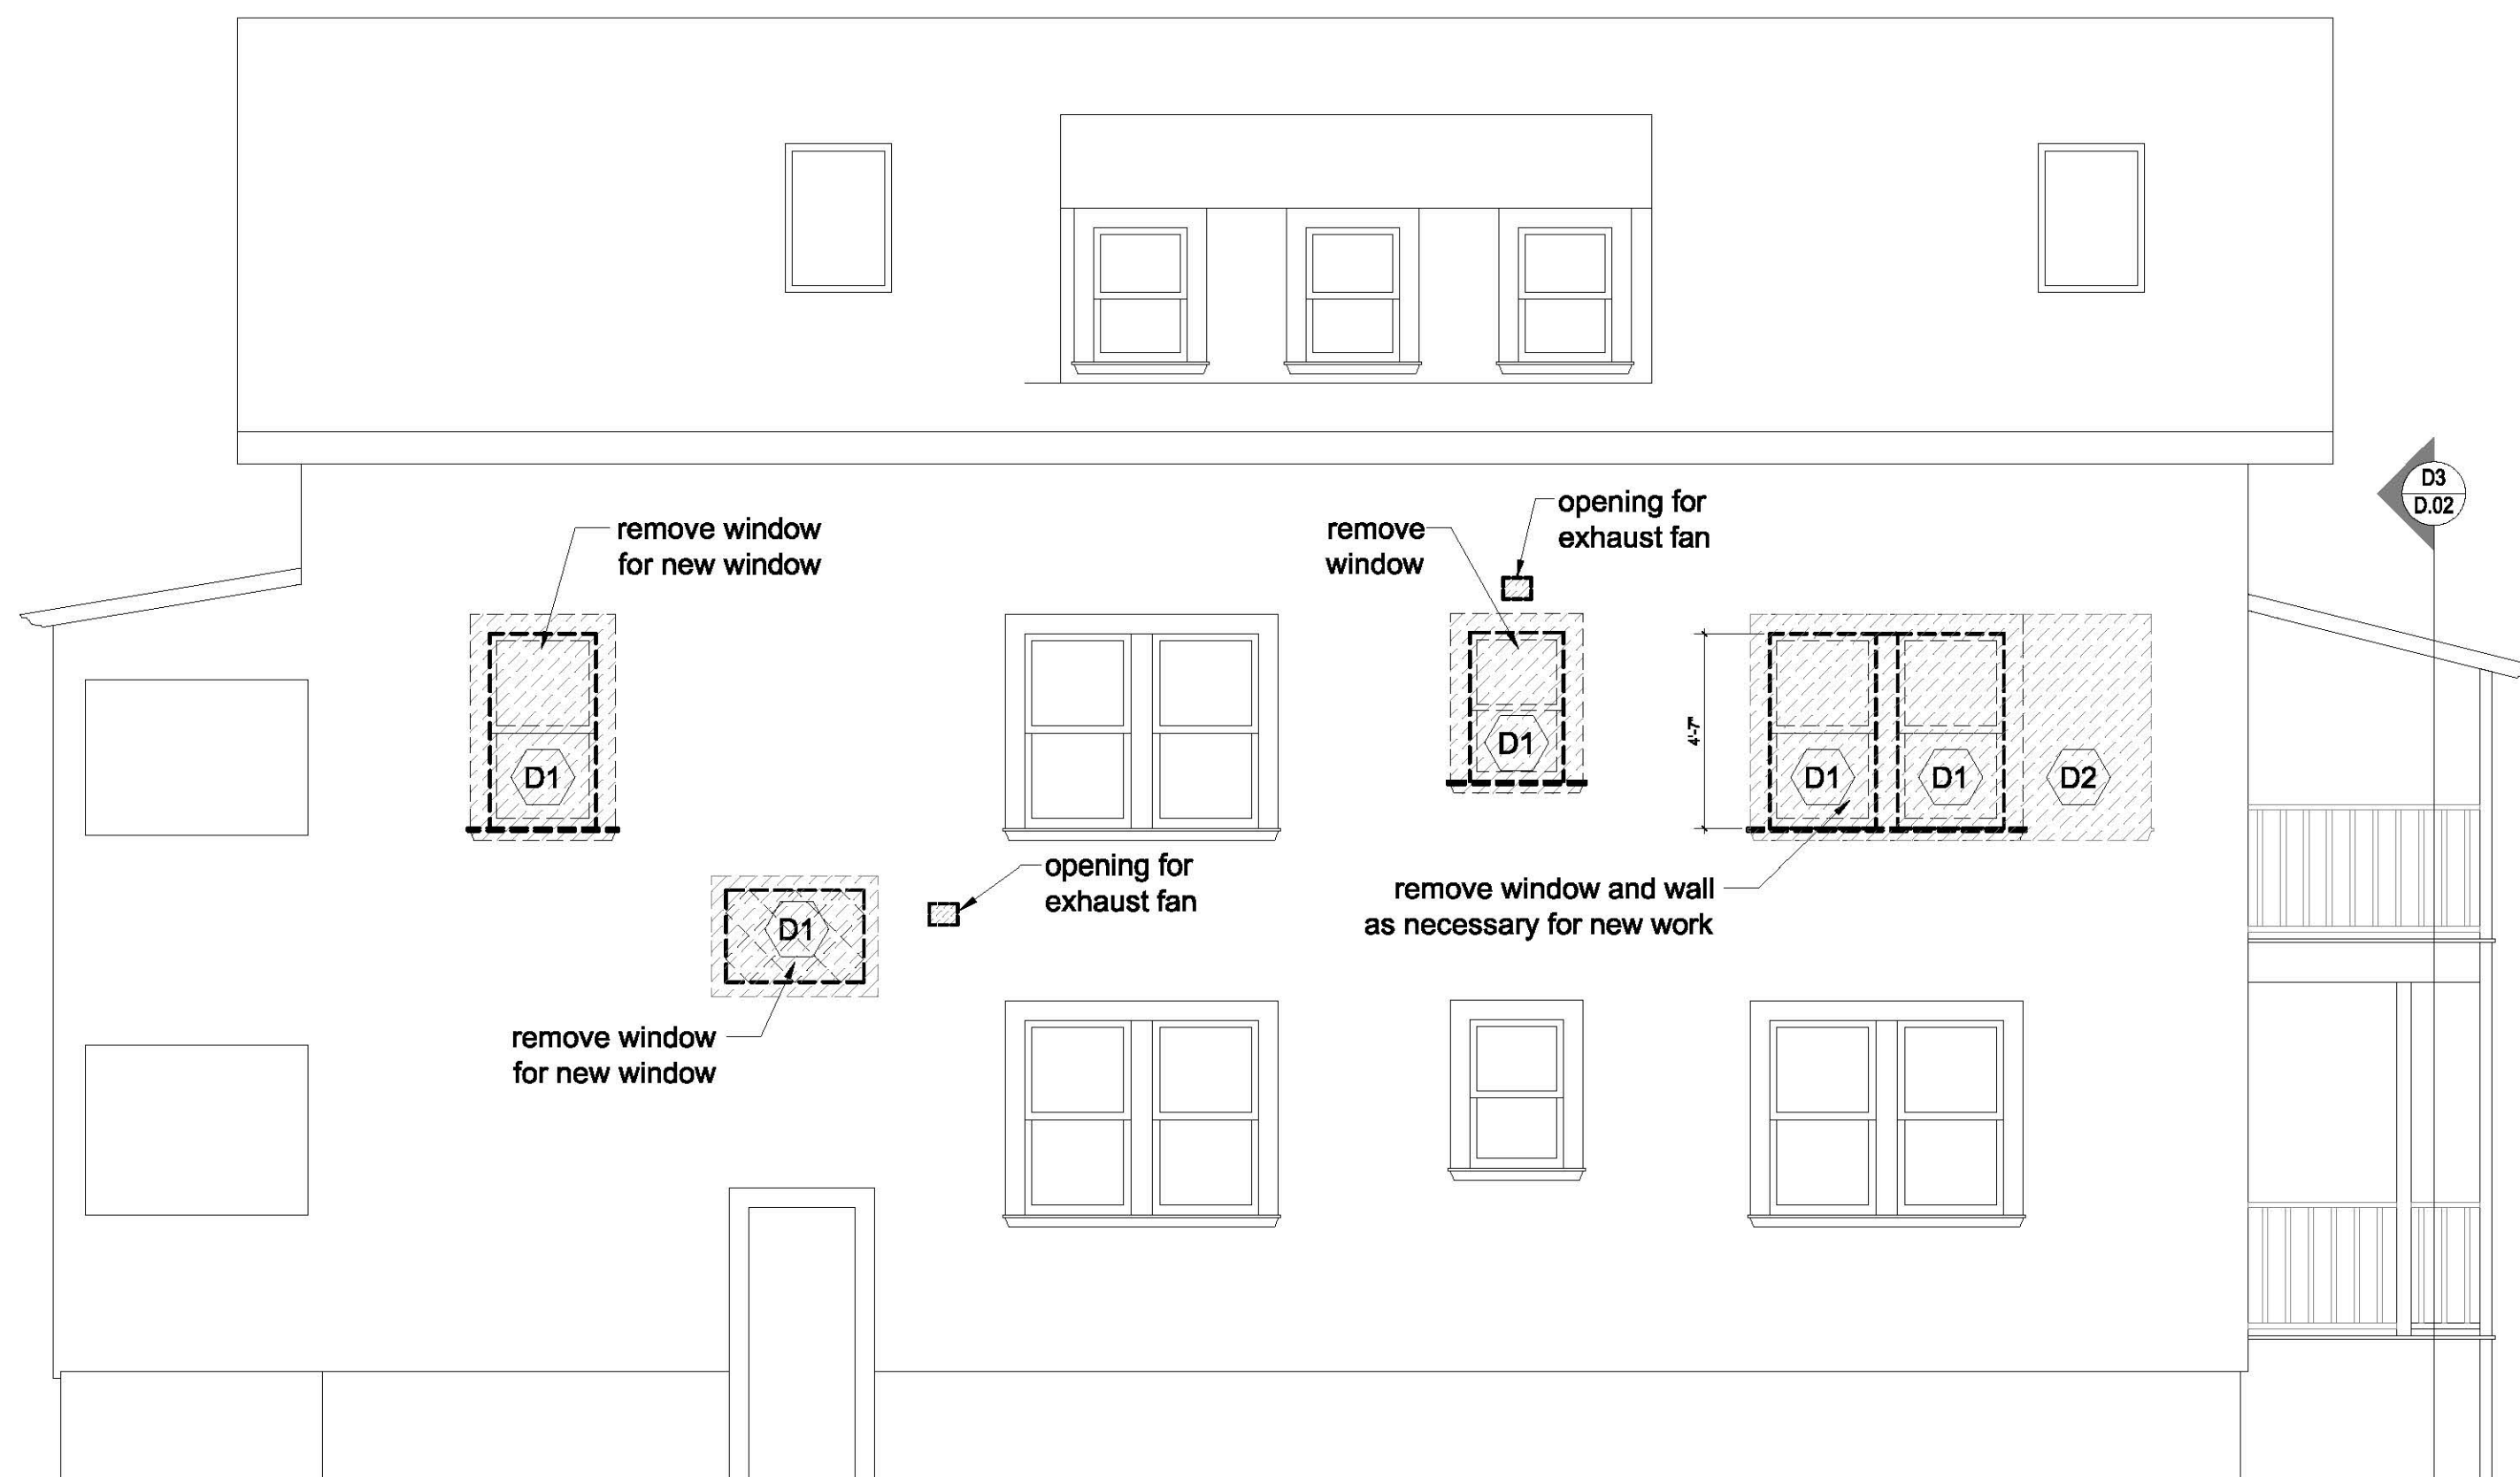 D3
D.02
opening for
exhaust fan
remove window
for new window
remove
window
4'-7"
D1
D1
D1
D1
D2
opening for
exhaust fan
remove window and wall
as necessary for new work
D1
remove window
for new window